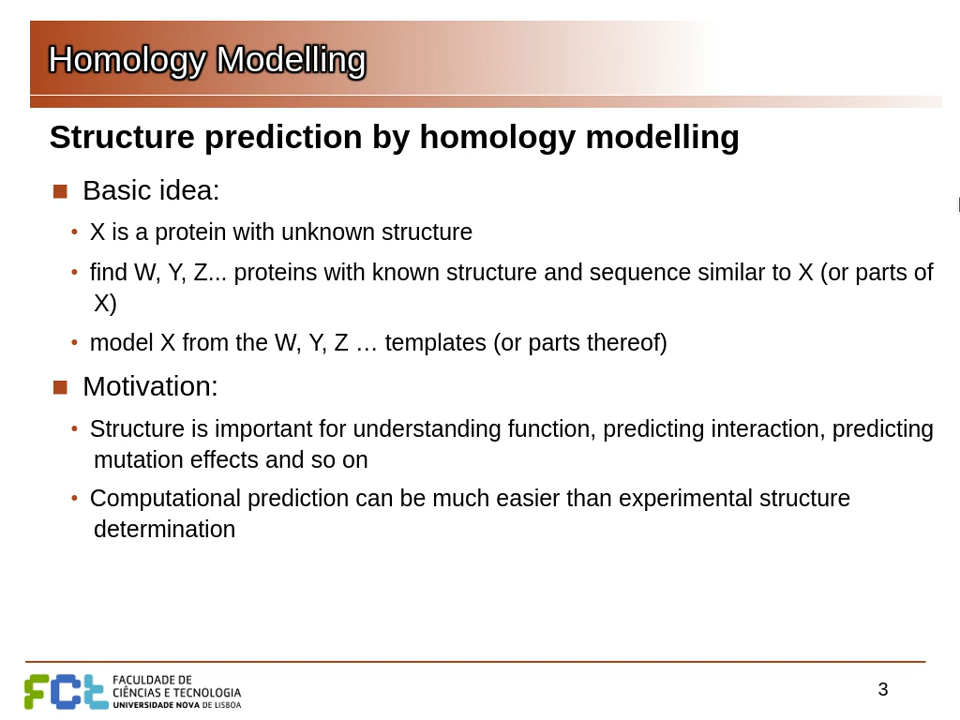 Homology Modelling
Structure prediction by homology modelling
■ Basic idea:
• X is a protein with unknown structure
• find W, Y, Z... proteins with known structure and sequence similar to X (or parts of
X)
• model X from the W, Y, Z … templates (or parts thereof)
■ Motivation:
• Structure is important for understanding function, predicting interaction, predicting
mutation effects and so on
• Computational prediction can be much easier than experimental structure
determination
FCt
FACULDADE DE
CIÊNCIAS E TECNOLOGIA
UNIVERSIDADE NOVA DE LISBOA
3